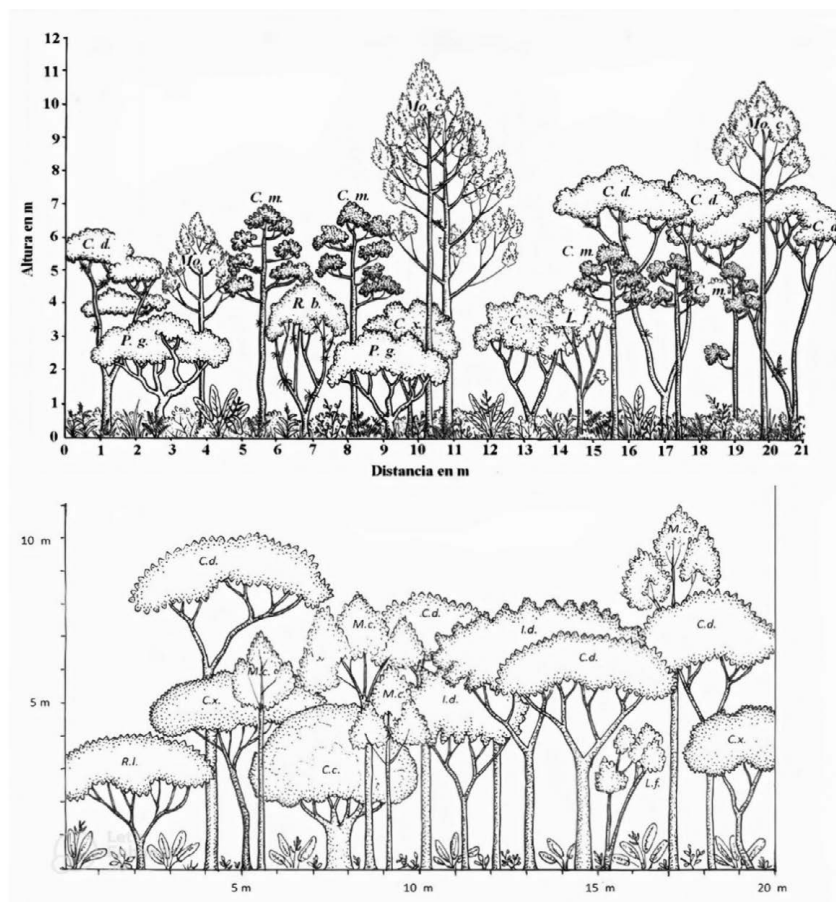 12
11
10
9
8
7
6
5
4
3
2
1
0
Altura en m
Mo. c.
Mo. c.
C. m.
C. m.
C. d.
C. d.
C. d.
C. d.
Mo. c.
C. m.
C. m.
R. b.
C. x.
C. x.
L. f.
P. g.
P. g.
0 1 2 3 4 5 6 7 8 9 10 11 12 13 14 15 16 17 18 19 20 21
Distancia en m
10 m
5 m
M.c.
C.d.
M.c.
C.d.
I.d.
C.d.
C.d.
M.c.
C.x.
M.c.
I.d.
C.x.
R.l.
C.c.
L.f.
5 m 10 m 15 m 20 m